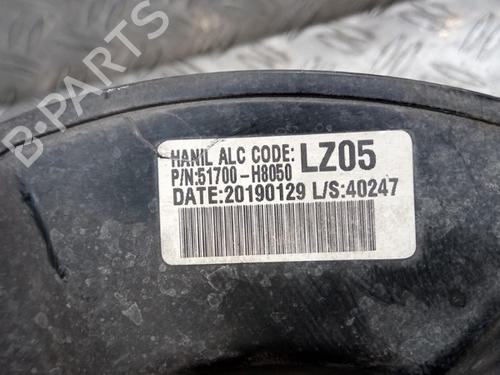 B-PARTS
HANIL ALC CODE: LZ05
P/N:51700-H8050
DATE:20190129 L/S:40247